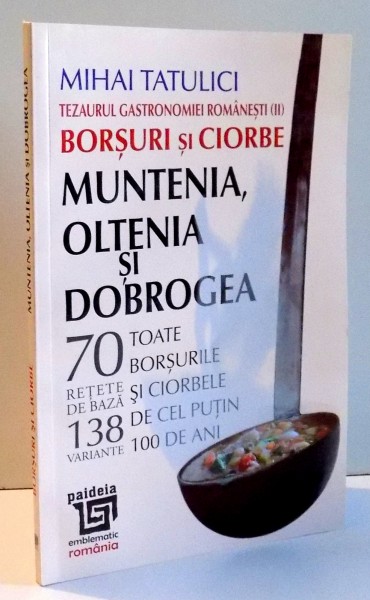 MIHAI TATULICI
TEZAURUL GASTRONOMIEI ROMÂNEȘTI (II)
BORȘURI ȘI CIORBE
MUNTENIA,
OLTENIA
ȘI
DOBROGEA
70
REȚETE
DE BAZĂ
138
VARIANTE
TOATE
BORȘURILE
ȘI CIORBELE
DE CEL PUȚIN
100 DE ANI
paideia
emblematic
românia
BORȘURI ȘI CIORBE MUNTENIA, OLTENIA ȘI DOBROGEA